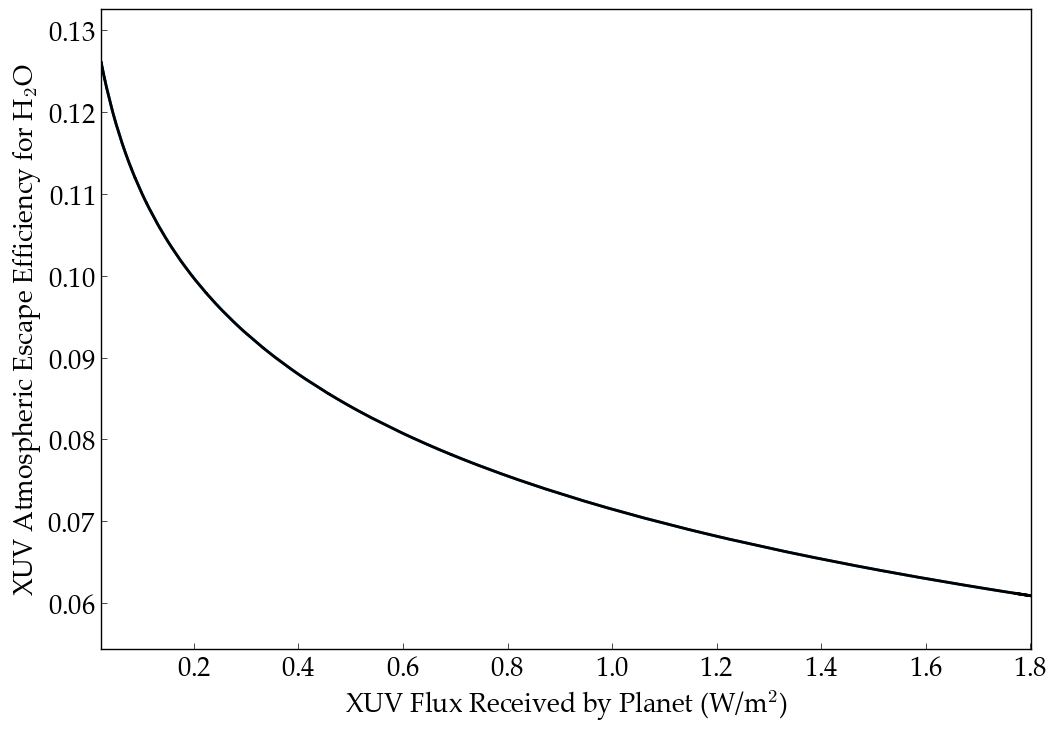 XUV Atmospheric Escape Efficiency for H₂O
0.13
0.12
0.11
0.10
0.09
0.08
0.07
0.06
0.2 0.4 0.6 0.8 1.0 1.2 1.4 1.6 1.8
XUV Flux Received by Planet (W/m²)